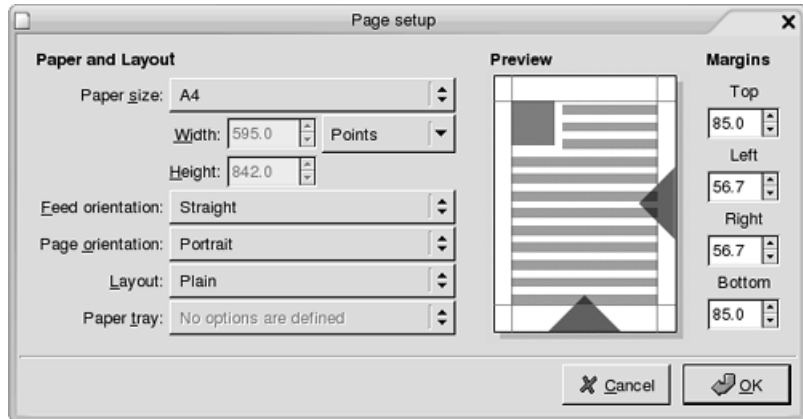 Page setup
Paper and Layout
Paper size: A4
Width: 595.0 Points
Height: 842.0
Feed orientation: Straight
Page orientation: Portrait
Layout: Plain
Paper tray: No options are defined
Preview
Margins
Top
85.0
Left
56.7
Right
56.7
Bottom
85.0
Cancel
OK